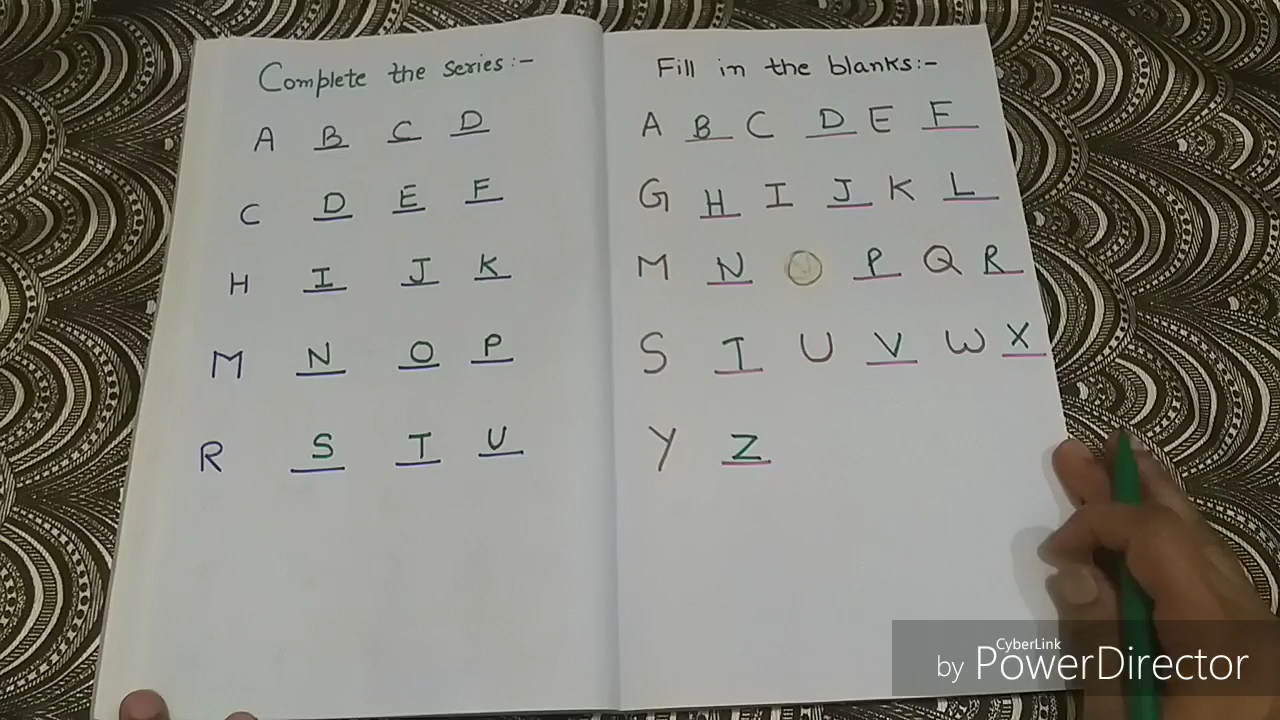 Complete the series:-
A B C D
C D E F
H I J K
M N O P
R S T U
Fill in the blanks:-
A B C D E F
G H I J K L
M N O P Q R
S T U V W X
Y Z
CyberLink
by PowerDirector